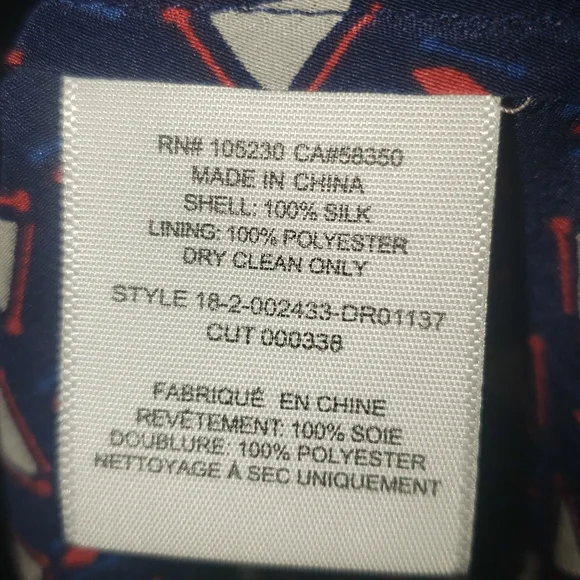 RN# 105230 CA#58350
MADE IN CHINA
SHELL: 100% SILK
LINING: 100% POLYESTER
DRY CLEAN ONLY
STYLE 18-2-002433-DR01137
CUT 000338
FABRIQUÉ EN CHINE
REVÊTEMENT: 100% SOIE
DOUBLURE: 100% POLYESTER
NETTOYAGE À SEC UNIQUEMENT